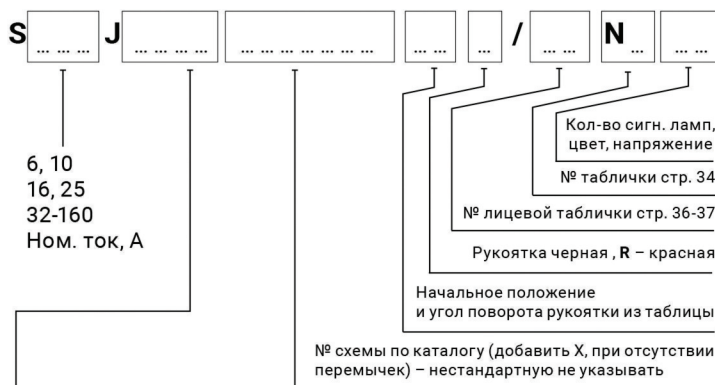 S ... ... ... J ... ... ... ... ... ... ... ... ... ... ... ... ... / ... ... N ... ... ...
6, 10
16, 25
32-160
Ном. ток, А
Кол-во сигн. ламп,
цвет, напряжение
№ таблички стр. 34
№ лицевой таблички стр. 36-37
Рукоятка черная , R – красная
Начальное положение
и угол поворота рукоятки из таблицы
№ схемы по каталогу (добавить X, при отсутствии
перемычек) – нестандартную не указывать